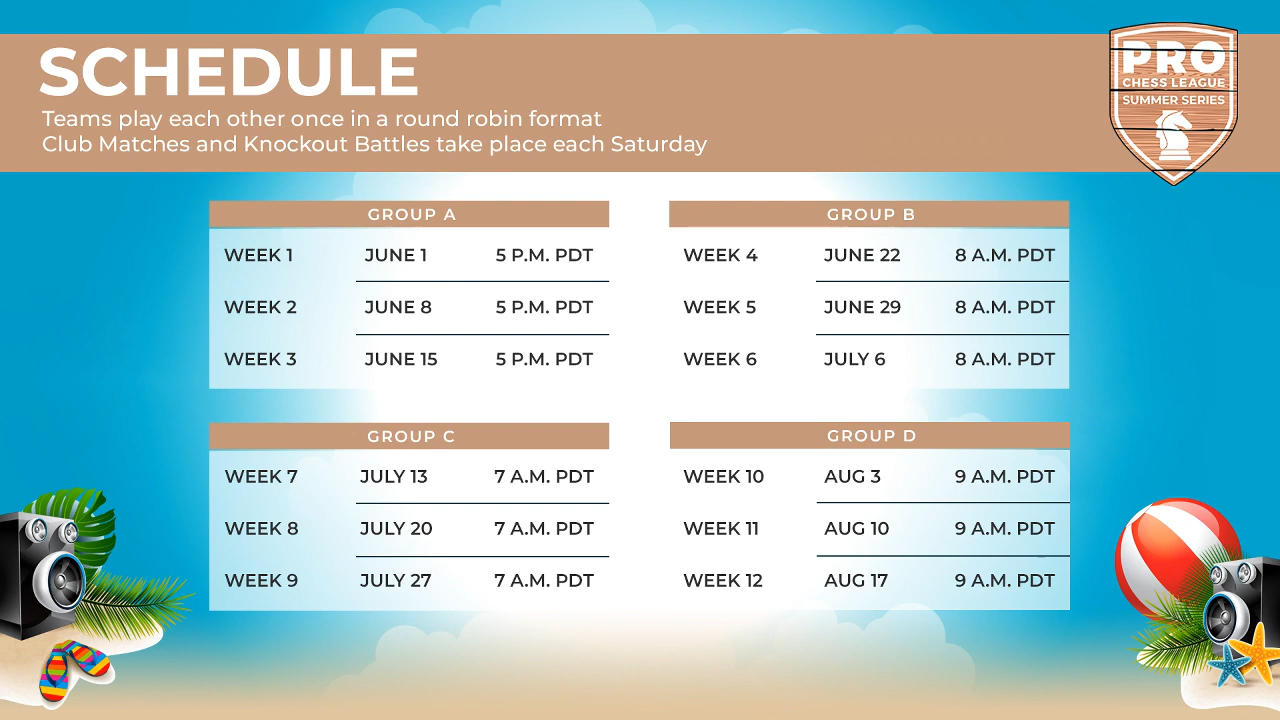 SCHEDULE
Teams play each other once in a round robin format
Club Matches and Knockout Battles take place each Saturday
PRO
CHESS LEAGUE
SUMMER SERIES
GROUP A
WEEK 1 JUNE 1 5 P.M. PDT
WEEK 2 JUNE 8 5 P.M. PDT
WEEK 3 JUNE 15 5 P.M. PDT
GROUP B
WEEK 4 JUNE 22 8 A.M. PDT
WEEK 5 JUNE 29 8 A.M. PDT
WEEK 6 JULY 6 8 A.M. PDT
GROUP C
WEEK 7 JULY 13 7 A.M. PDT
WEEK 8 JULY 20 7 A.M. PDT
WEEK 9 JULY 27 7 A.M. PDT
GROUP D
WEEK 10 AUG 3 9 A.M. PDT
WEEK 11 AUG 10 9 A.M. PDT
WEEK 12 AUG 17 9 A.M. PDT